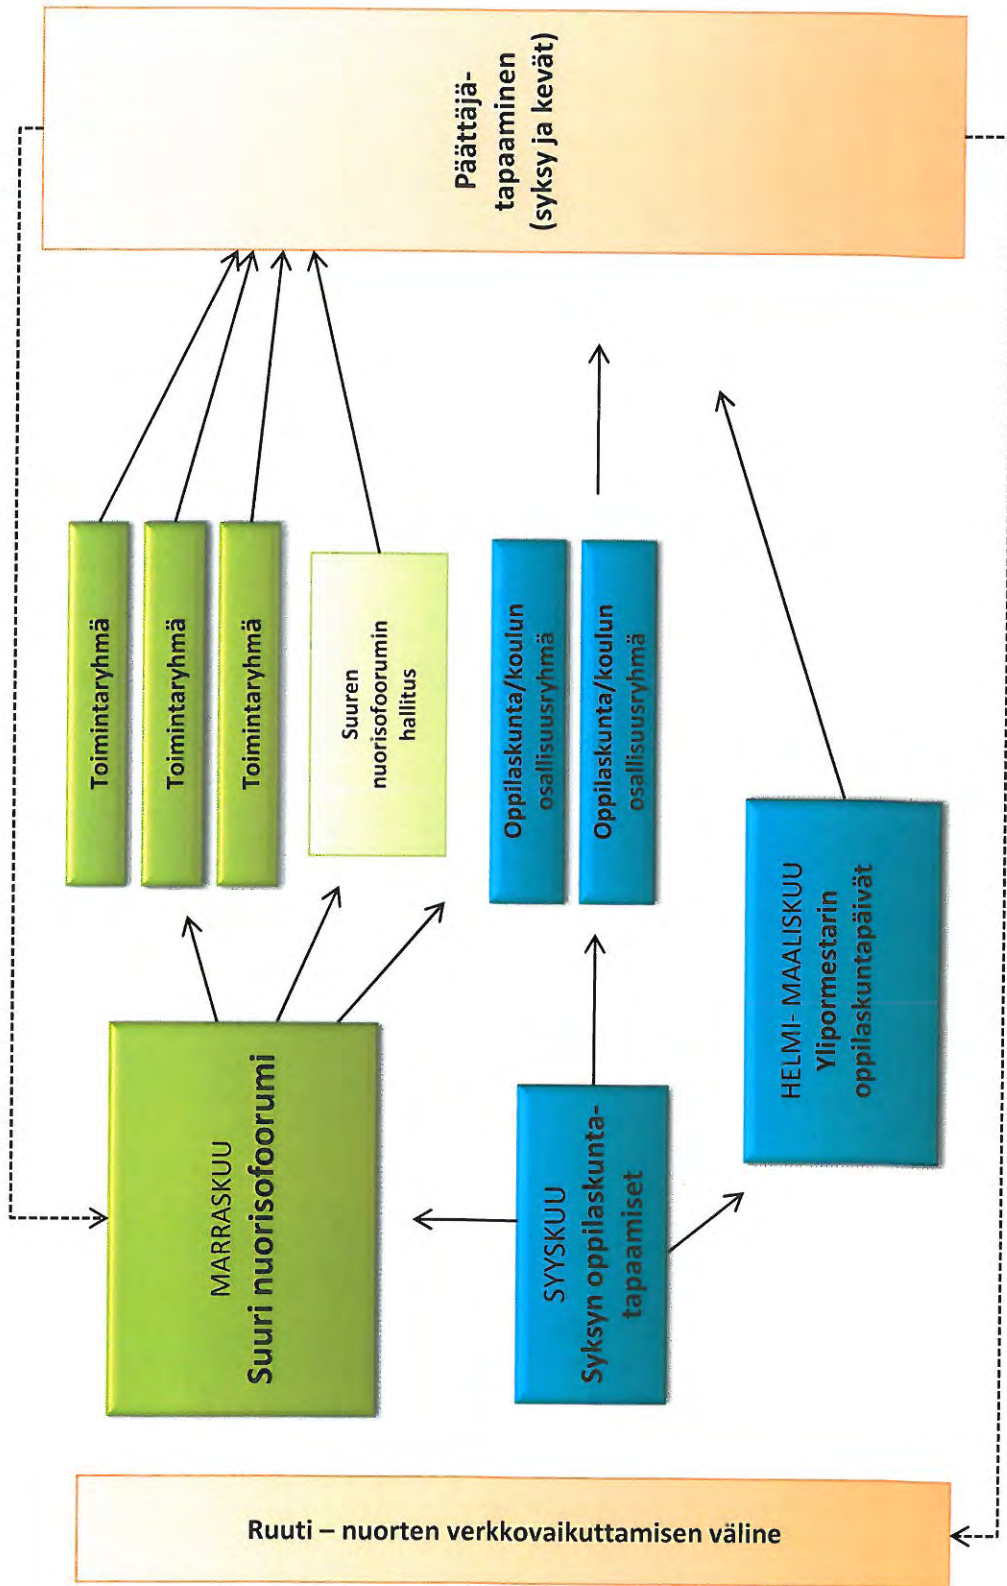 Ruuti – nuorten verkkovaikuttamisen väline
MARRASKUU
Suuri nuorisofoorumi
SYYSKUU
Syksyn oppilaskunta-
tapaamiset
HELMI- MAALISKUU
Ylipormestarin
oppilaskuntapäivät
Toimintaryhmä
Toimintaryhmä
Toimintaryhmä
Suuren
nuorisofoorumin
hallitus
Oppilaskunta/koulun
osallisuusryhmä
Oppilaskunta/koulun
osallisuusryhmä
Päättäjä-
tapaaminen
(syksy ja kevät)